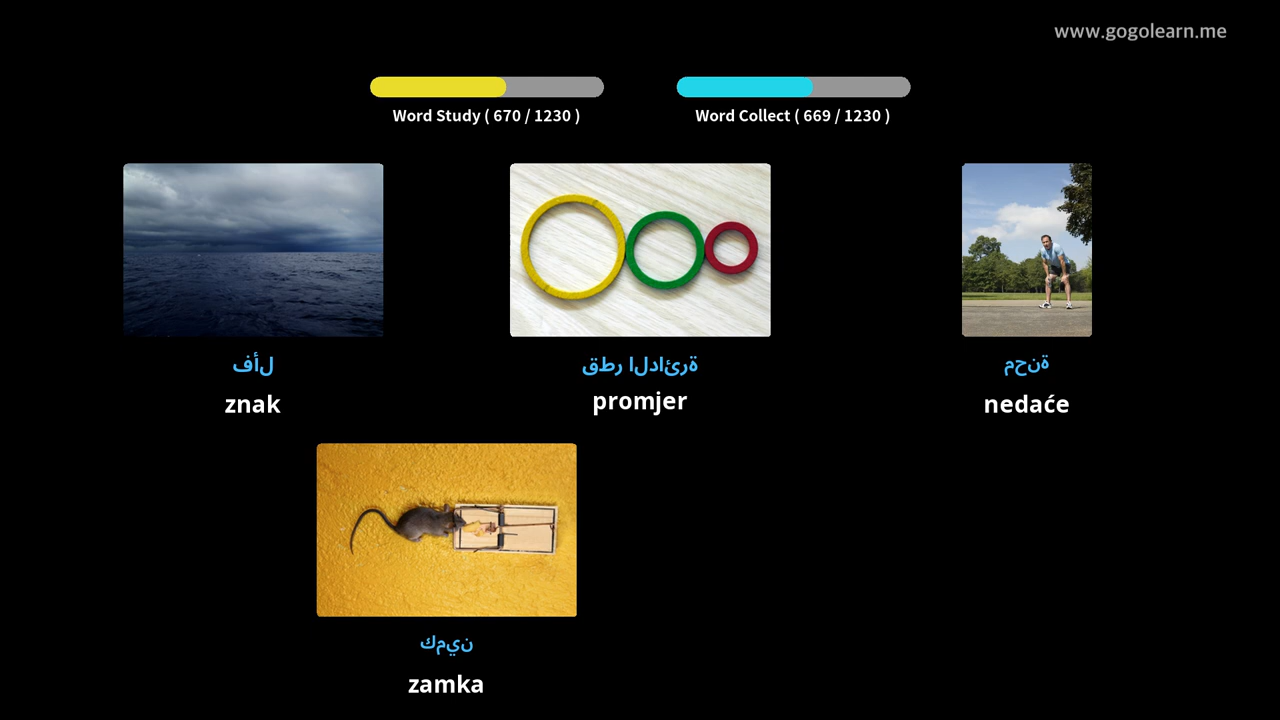 www.gogolearn.me
Word Study ( 670 / 1230 )
Word Collect ( 669 / 1230 )
فأل
znak
قطر الدائرة
promjer
محنة
nedaće
كمين
zamka